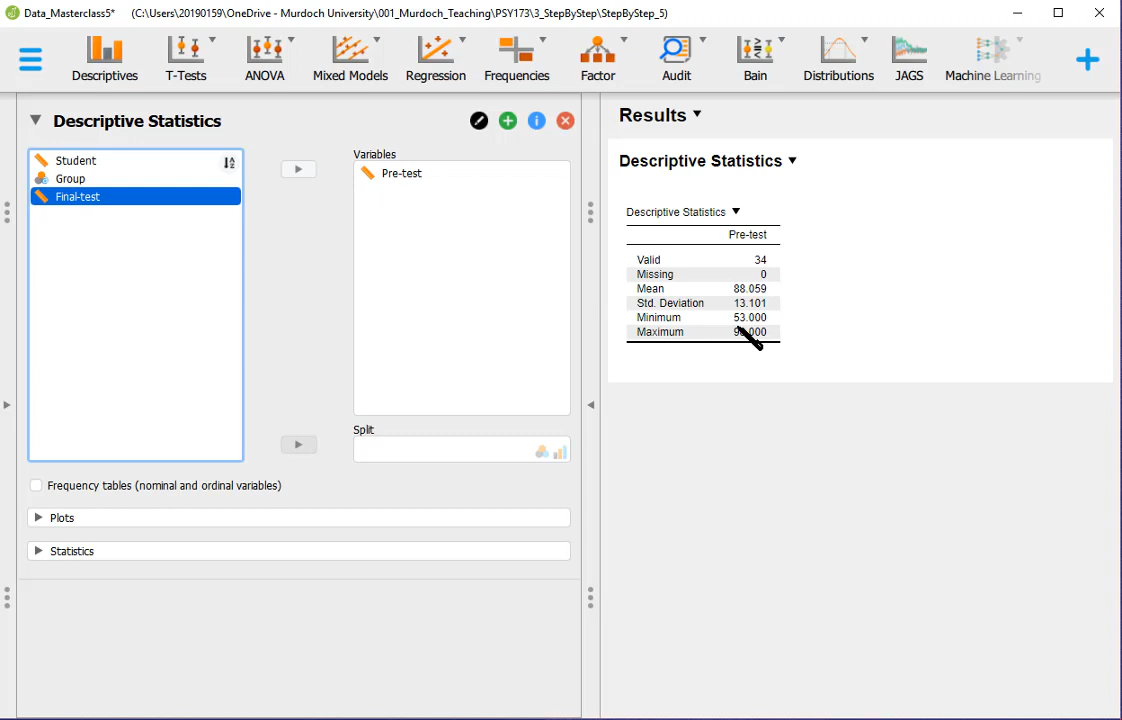 Data_Masterclass5* (C:\Users\20190159\OneDrive - Murdoch University\001_Murdoch_Teaching\PSY173\3_StepByStep\StepByStep_5)
Descriptives T-Tests ANOVA Mixed Models Regression Frequencies Factor Audit Bain Distributions JAGS Machine Learning
Descriptive Statistics
Student
Group
Final-test
Variables
Pre-test
Split
Frequency tables (nominal and ordinal variables)
Plots
Statistics
Results
Descriptive Statistics
Descriptive Statistics
Pre-test
Valid 34
Missing 0
Mean 88.059
Std. Deviation 13.101
Minimum 53.000
Maximum